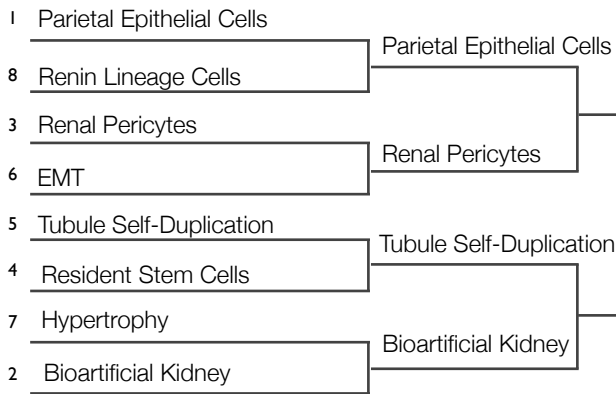 1 Parietal Epithelial Cells
Parietal Epithelial Cells
8 Renin Lineage Cells
3 Renal Pericytes
Renal Pericytes
6 EMT
5 Tubule Self-Duplication
Tubule Self-Duplication
4 Resident Stem Cells
7 Hypertrophy
Bioartificial Kidney
2 Bioartificial Kidney